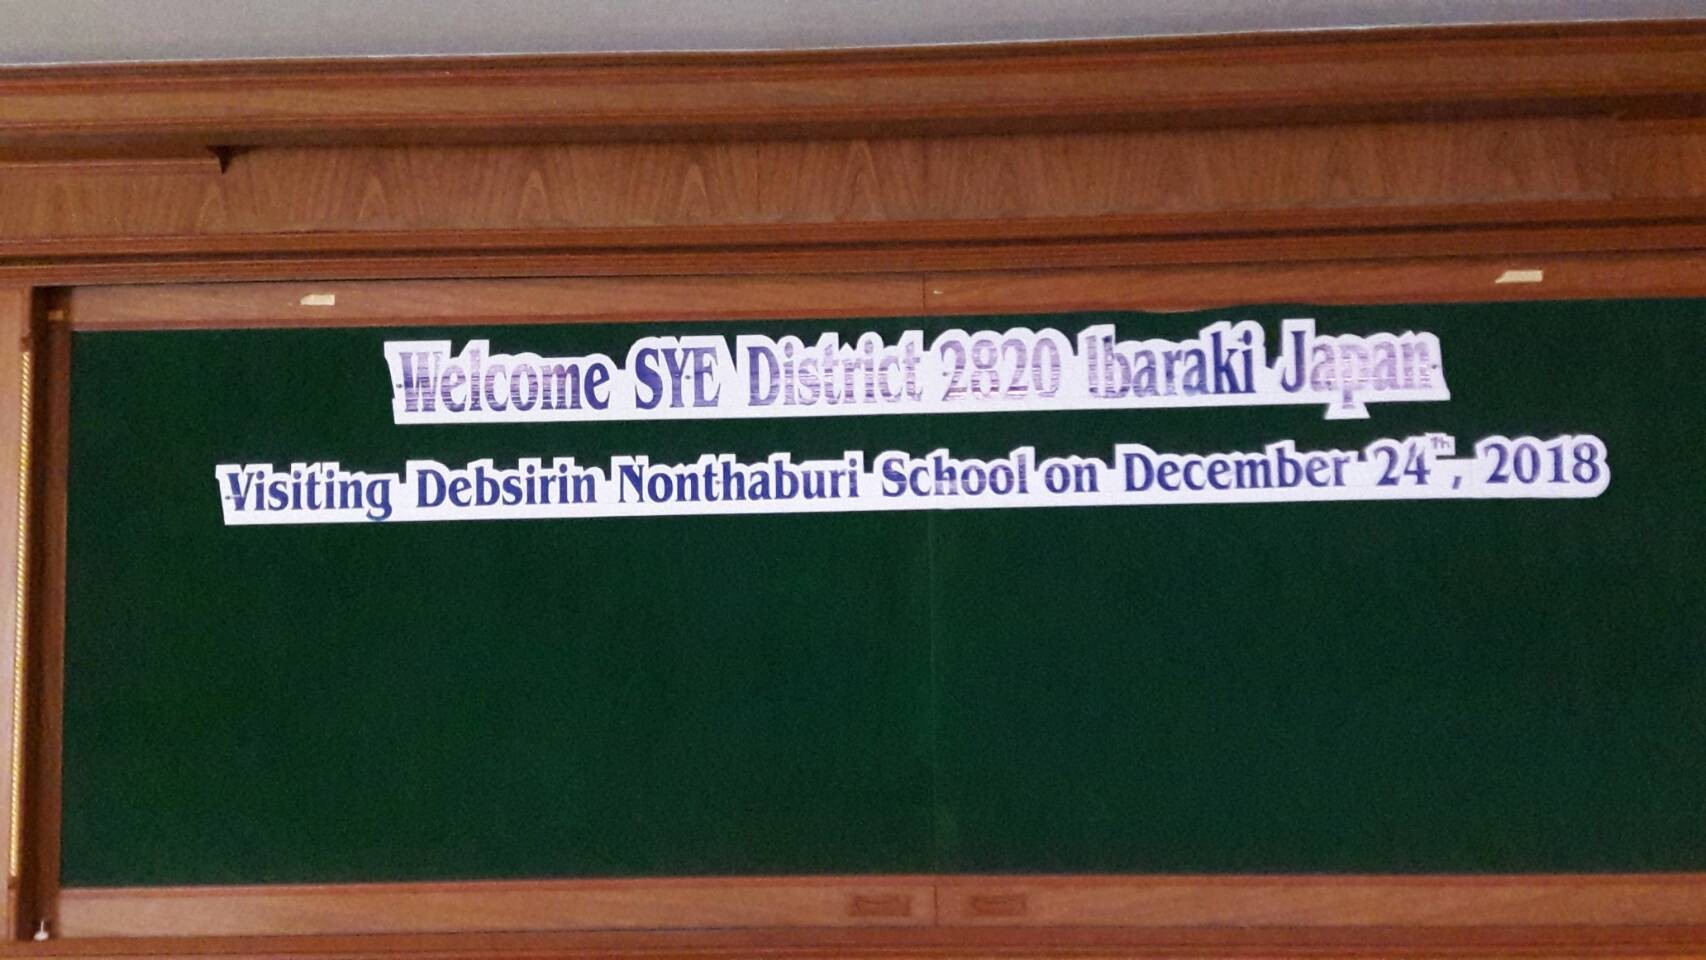 Welcome SYE District 2820 Ibaraki Japan
Visiting Debsirin Nonthaburi School on December 24th, 2018